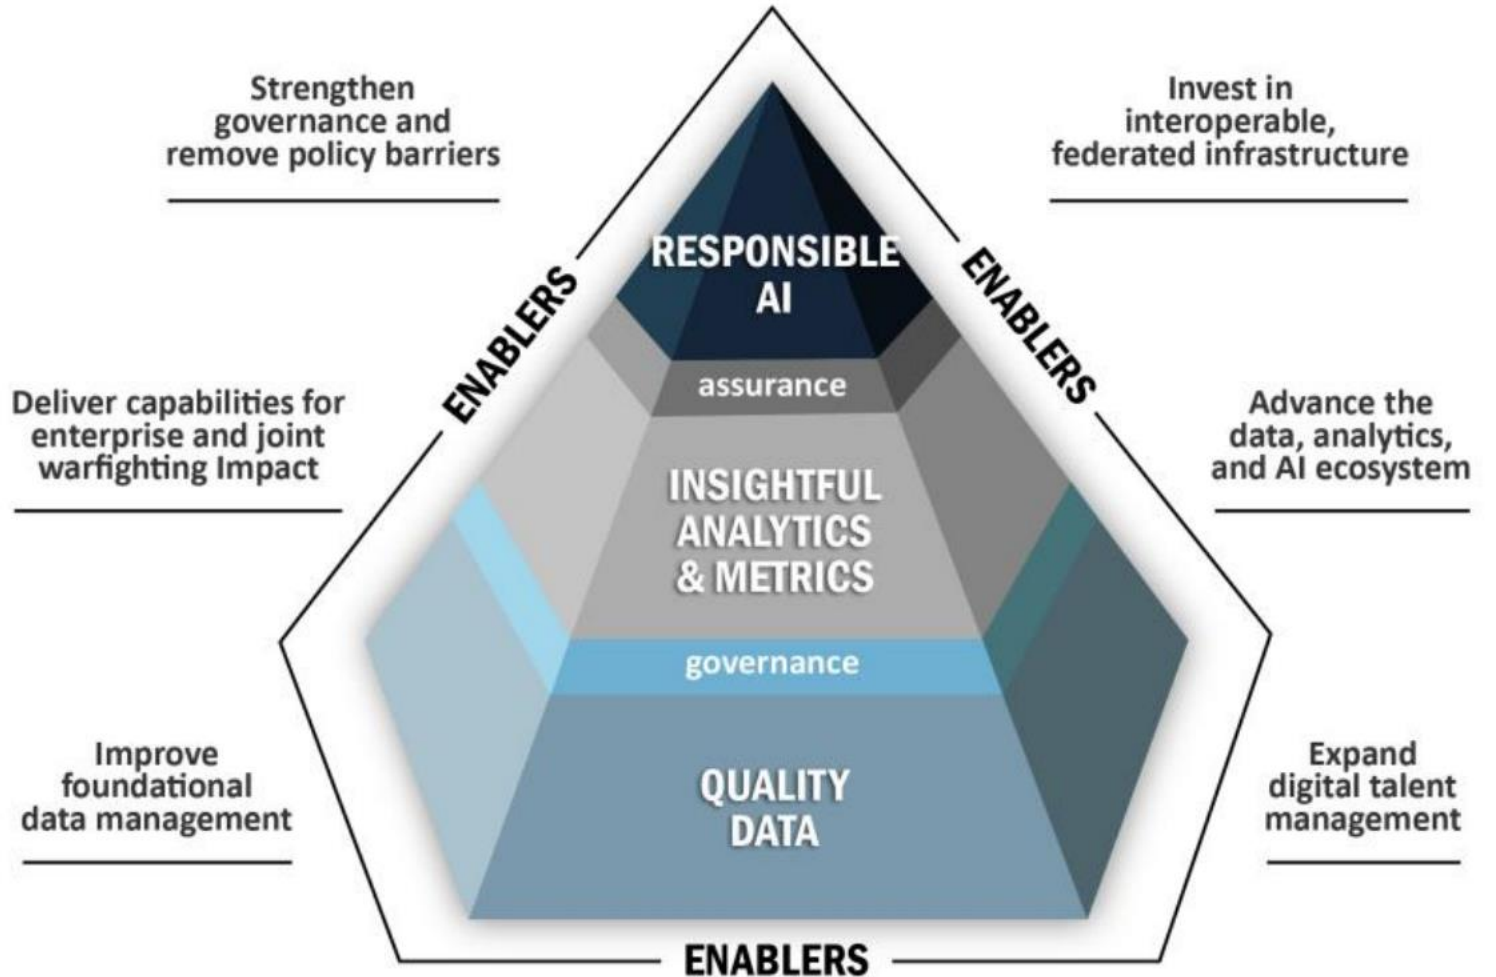 Strengthen
governance and
remove policy barriers
Invest in
interoperable,
federated infrastructure
ENABLERS
ENABLERS
Deliver capabilities for
enterprise and joint
warfighting Impact
Advance the
data, analytics,
and AI ecosystem
Improve
foundational
data management
Expand
digital talent
management
RESPONSIBLE
AI
assurance
INSIGHTFUL
ANALYTICS
& METRICS
governance
QUALITY
DATA
ENABLERS